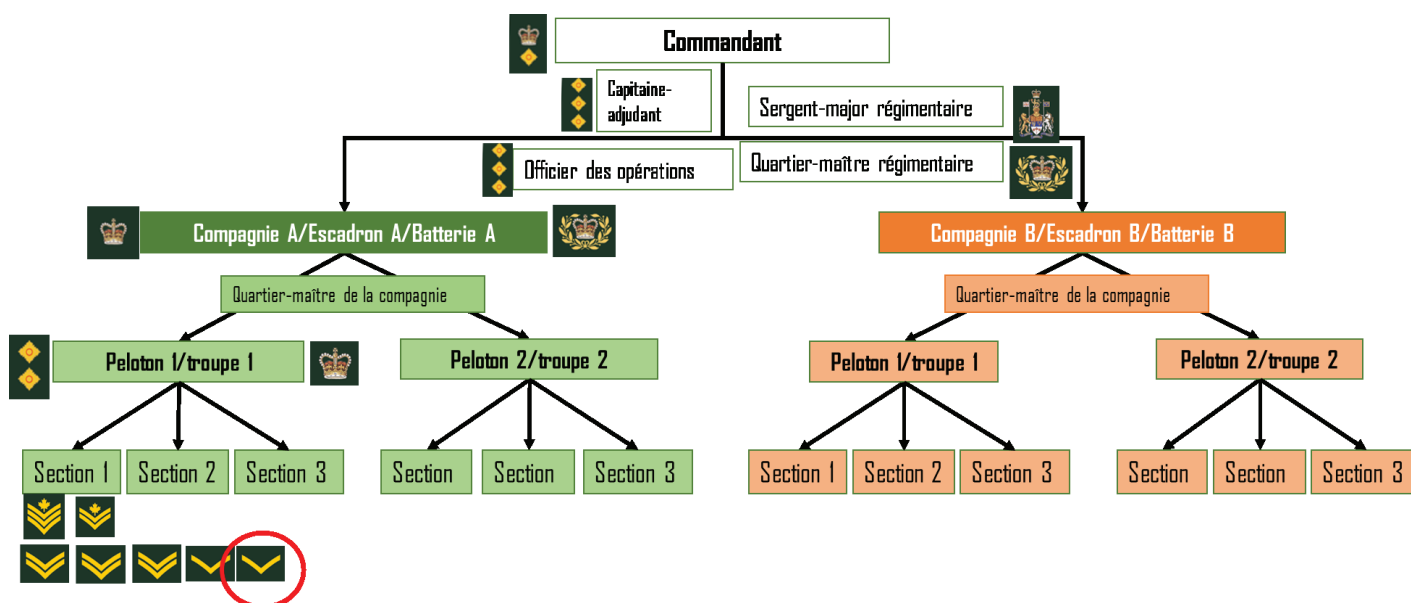 Commandant
Capitaine-
adjudant
Sergent-major régimentaire
Officier des opérations
Quartier-maître régimentaire
Compagnie A/Escadron A/Batterie A
Compagnie B/Escadron B/Batterie B
Quartier-maître de la compagnie
Quartier-maître de la compagnie
Peloton 1/troupe 1
Peloton 2/troupe 2
Peloton 1/troupe 1
Peloton 2/troupe 2
Section 1
Section 2
Section 3
Section
Section
Section 3
Section 1
Section 2
Section 3
Section
Section
Section 3